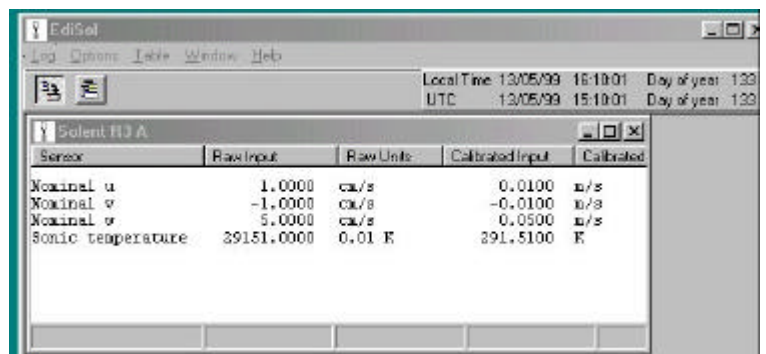 EdiSol
Log Options Table Window Help
Local Time 13/05/99 16:10:01 Day of year 133
UTC 13/05/99 15:10:01 Day of year 133
Solent R3 A
Sensor Raw Input Raw Units Calibrated Input Calibrated
Nominal u 1.0000 cm/s 0.0100 m/s
Nominal v -1.0000 cm/s -0.0100 m/s
Nominal w 5.0000 cm/s 0.0500 m/s
Sonic temperature 29151.0000 0.01 K 291.5100 K